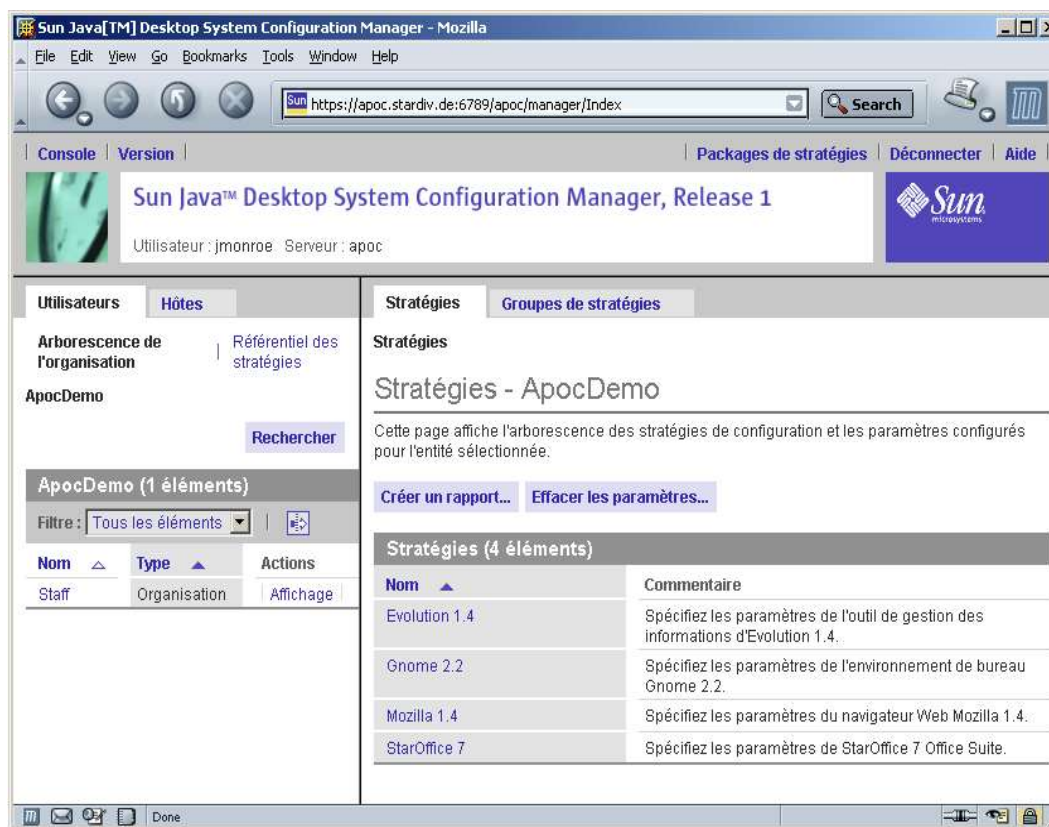 Sun Java[TM] Desktop System Configuration Manager - Mozilla
File Edit View Go Bookmarks Tools Window Help
Sun https://apoc.stardiv.de:6789/apoc/manager/Index Search
Console Version Packages de stratégies Déconnecter Aide
Sun Java™ Desktop System Configuration Manager, Release 1
Utilisateur : jmonroe Serveur : apoc
Sun
microsystems
Utilisateurs Hôtes
Arborescence de
l'organisation
Référentiel des
stratégies
ApocDemo
Rechercher
ApocDemo (1 éléments)
Filtre : Tous les éléments
Nom Type Actions
Staff Organisation Affichage
Stratégies Groupes de stratégies
Stratégies
Stratégies - ApocDemo
Cette page affiche l'arborescence des stratégies de configuration et les paramètres configurés
pour l'entité sélectionnée.
Créer un rapport... Effacer les paramètres...
Stratégies (4 éléments)
Nom Commentaire
Evolution 1.4 Spécifiez les paramètres de l'outil de gestion des
informations d'Evolution 1.4.
Gnome 2.2 Spécifiez les paramètres de l'environnement de bureau
Gnome 2.2.
Mozilla 1.4 Spécifiez les paramètres du navigateur Web Mozilla 1.4.
StarOffice 7 Spécifiez les paramètres de StarOffice 7 Office Suite.
Done